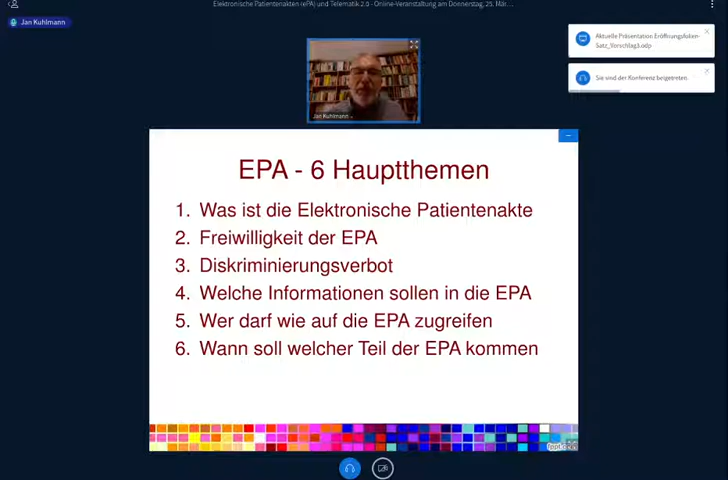 Elektronische Patientenakten (ePA) und Telematik 2.0 - Online-Veranstaltung am Donnerstag, 25. Mär...
Jan Kuhlmann
Aktuelle Präsentation Eröffnungsfolien-
Satz_Vorschlag3.odp
Sie sind der Konferenz beigetreten.
Jan Kuhlmann
EPA - 6 Hauptthemen
1. Was ist die Elektronische Patientenakte
2. Freiwilligkeit der EPA
3. Diskriminierungsverbot
4. Welche Informationen sollen in die EPA
5. Wer darf wie auf die EPA zugreifen
6. Wann soll welcher Teil der EPA kommen